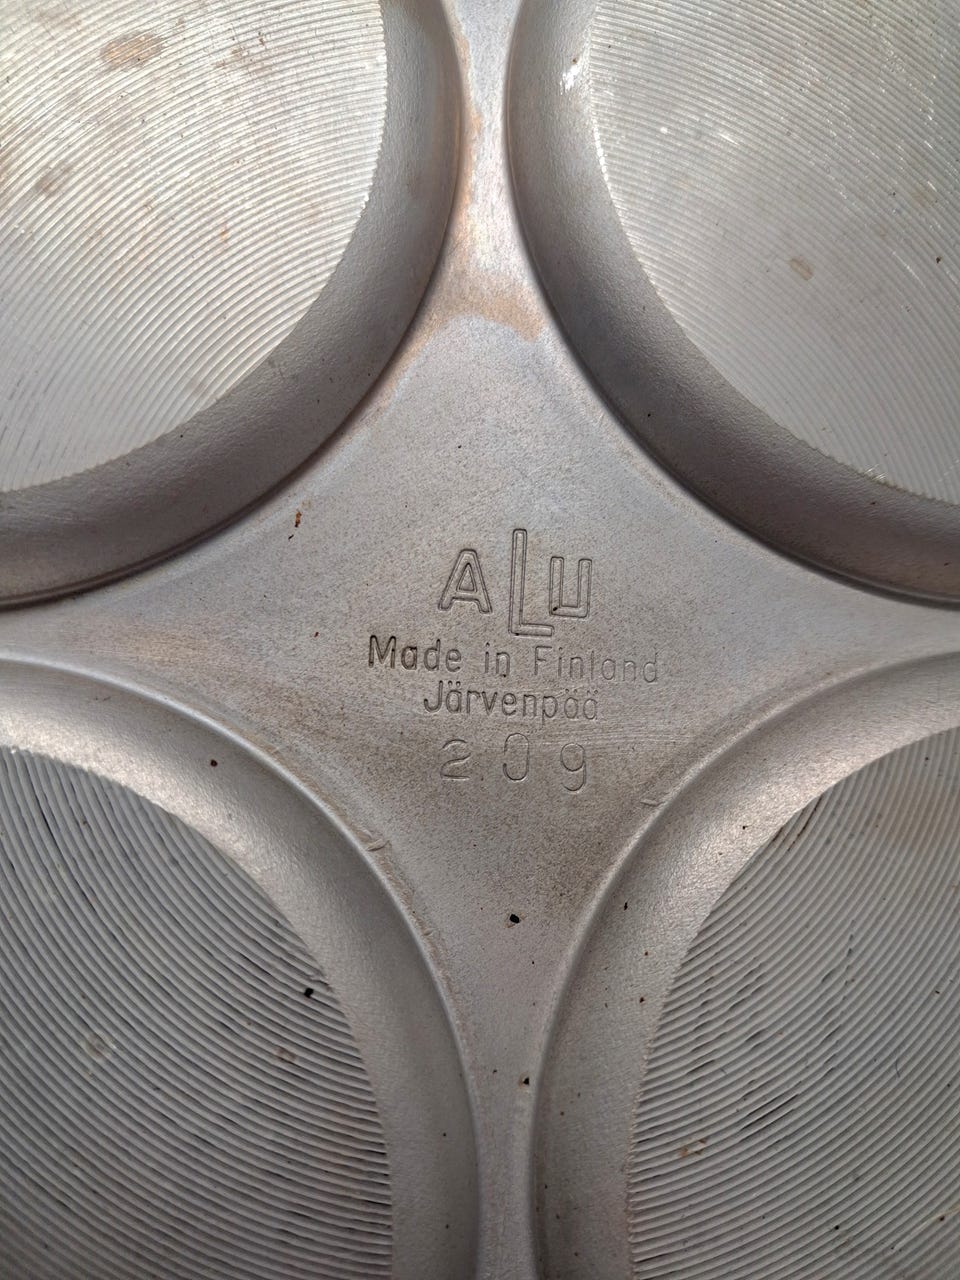 ALU
Made in Finland
Järvenpää
209